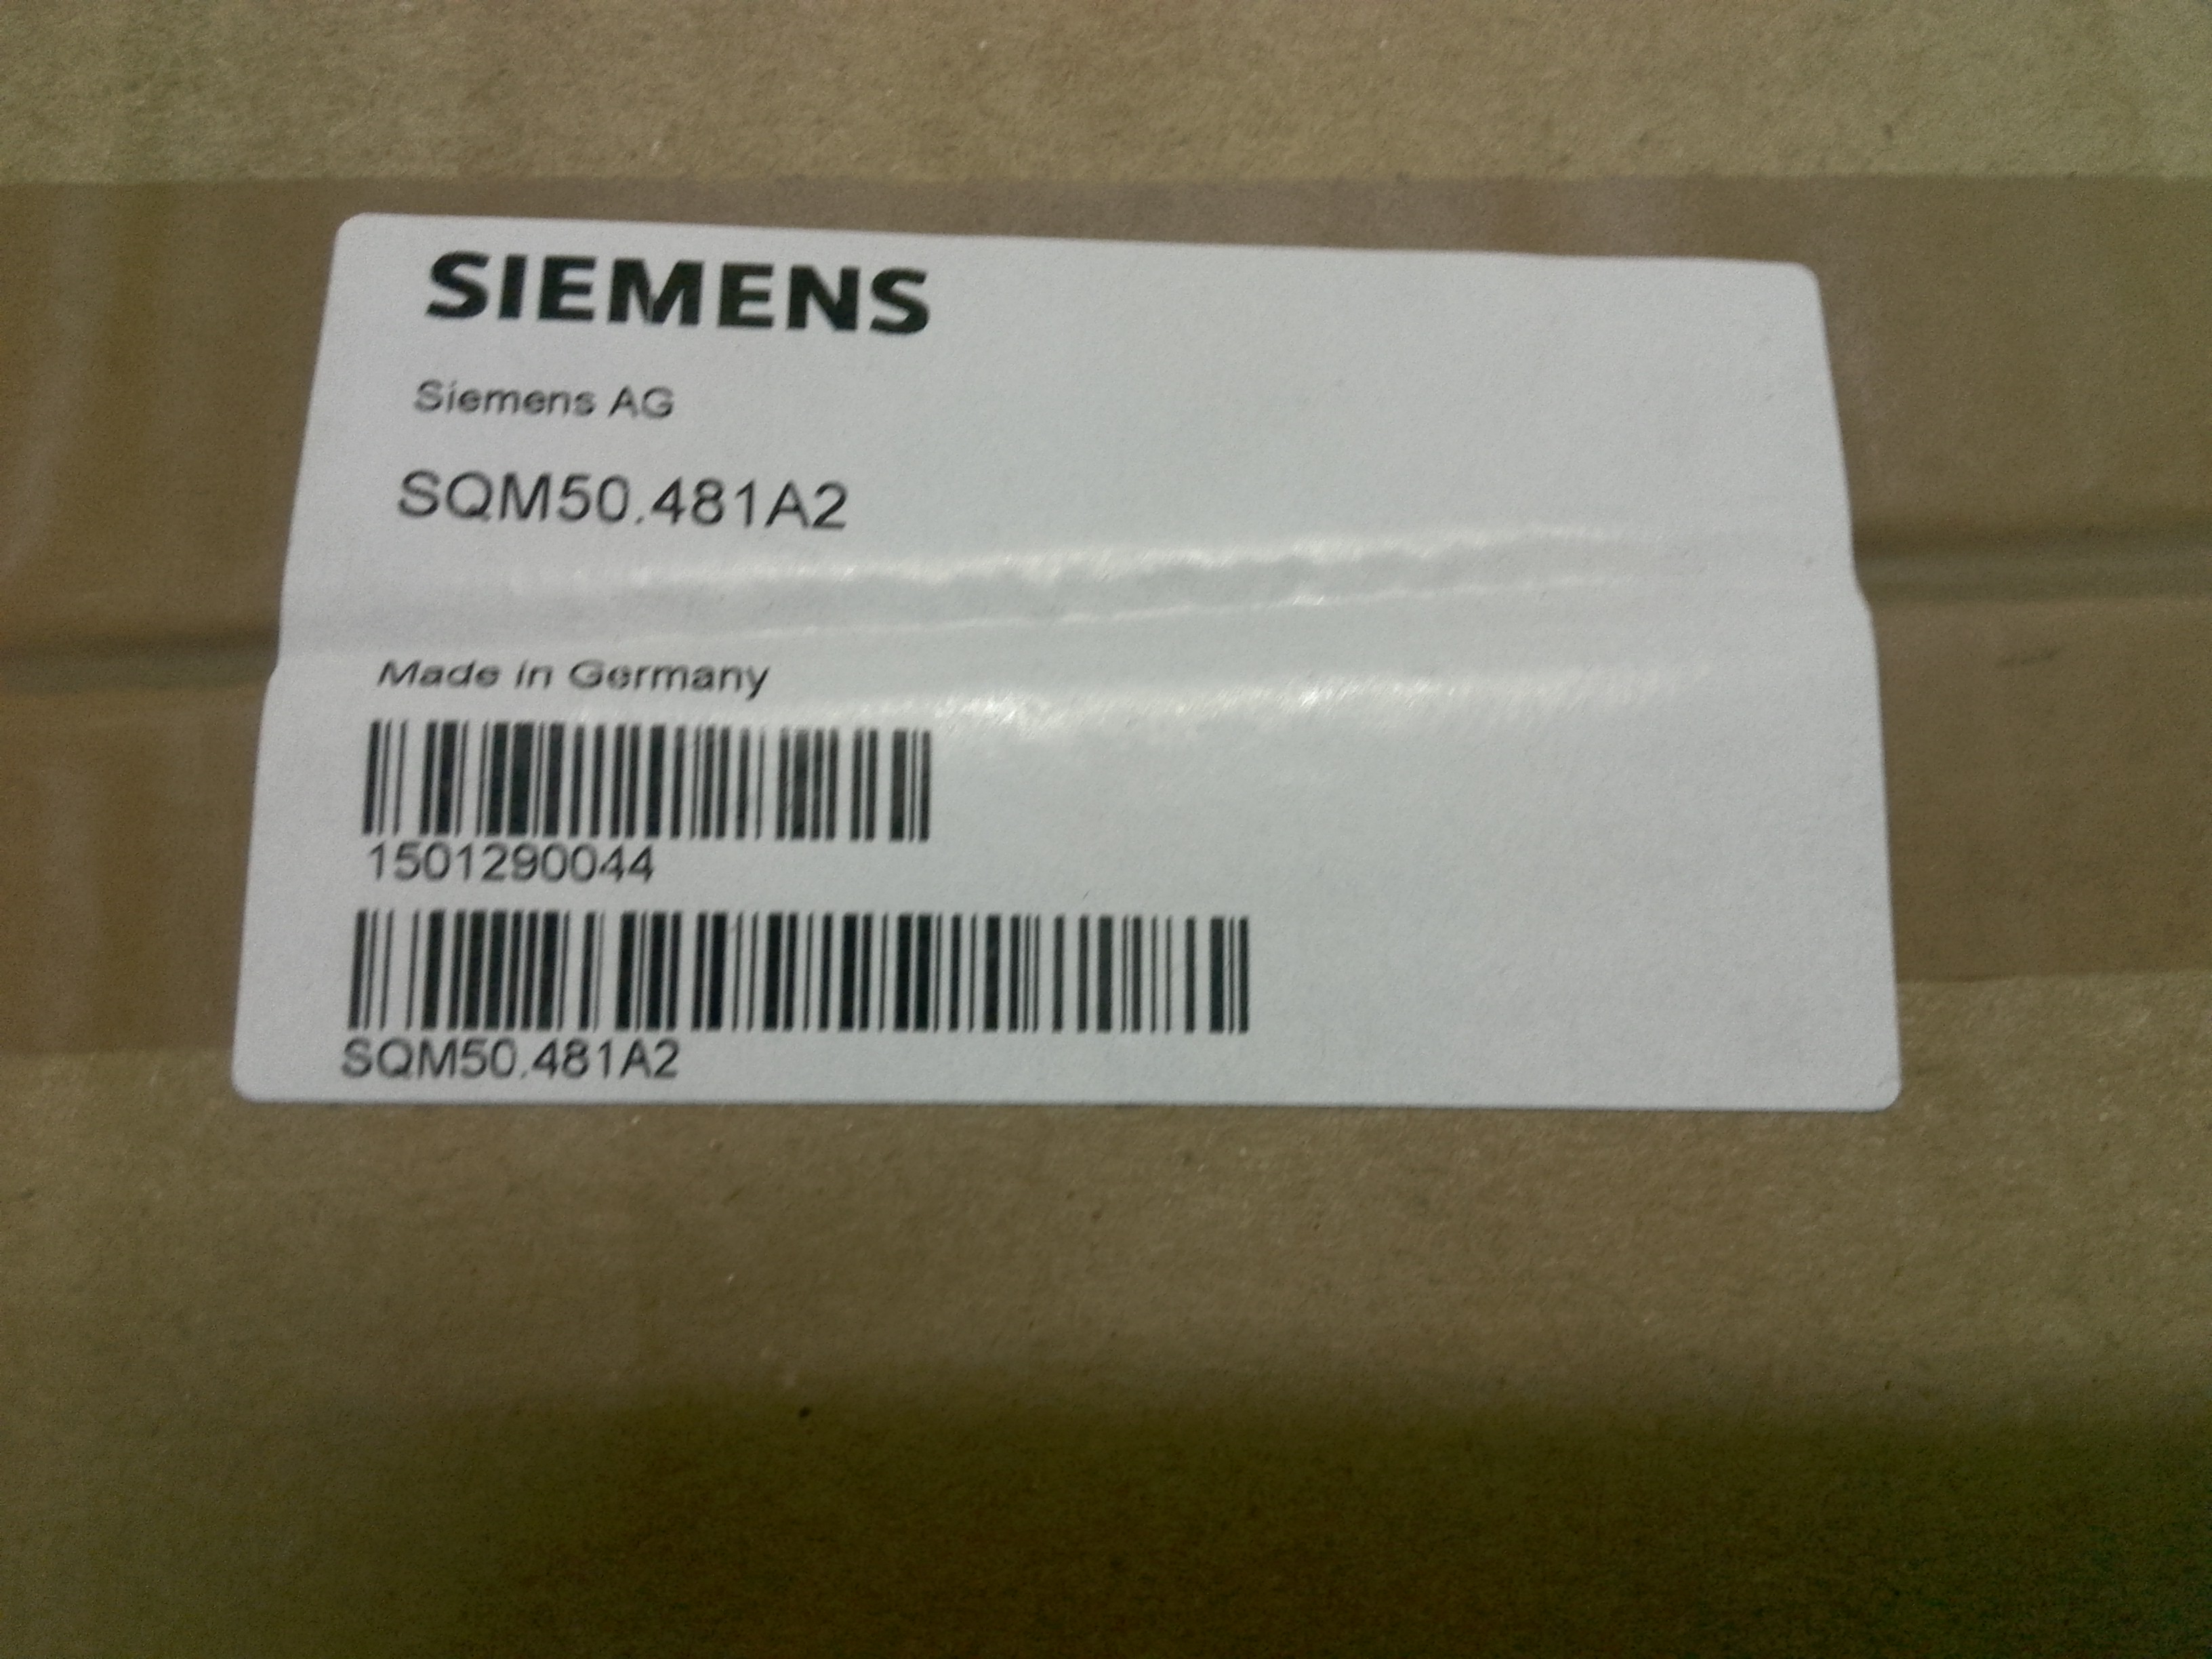 SIEMENS
Siemens AG
SQM50.481A2
Made in Germany
1501290044
SQM50.481A2